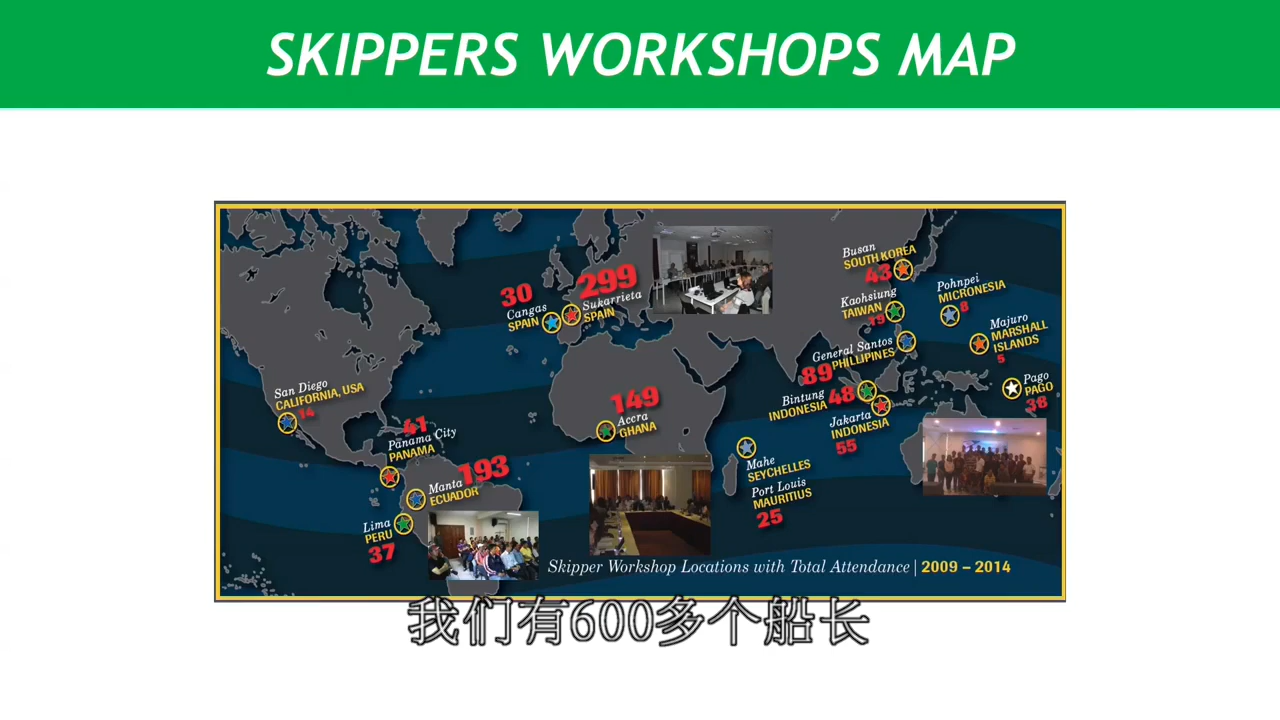 SKIPPERS WORKSHOPS MAP
Busan
SOUTH KOREA
43
Pohnpei
MICRONESIA
8
299
30
Cangas
SPAIN
Sukarrieta
SPAIN
Kaohsiung
TAIWAN
19
Majuro
MARSHALL
ISLANDS
5
General Santos
PHILLIPINES
89
San Diego
CALIFORNIA, USA
14
149
Accra
GHANA
Bintung
INDONESIA
48
Pago
PAGO
38
Jakarta
INDONESIA
55
41
Panama City
PANAMA
193
Manta
ECUADOR
Mahe
SEYCHELLES
Port Louis
MAURITIUS
25
Lima
PERU
37
Skipper Workshop Locations with Total Attendance | 2009 – 2014
我们有600多个船长